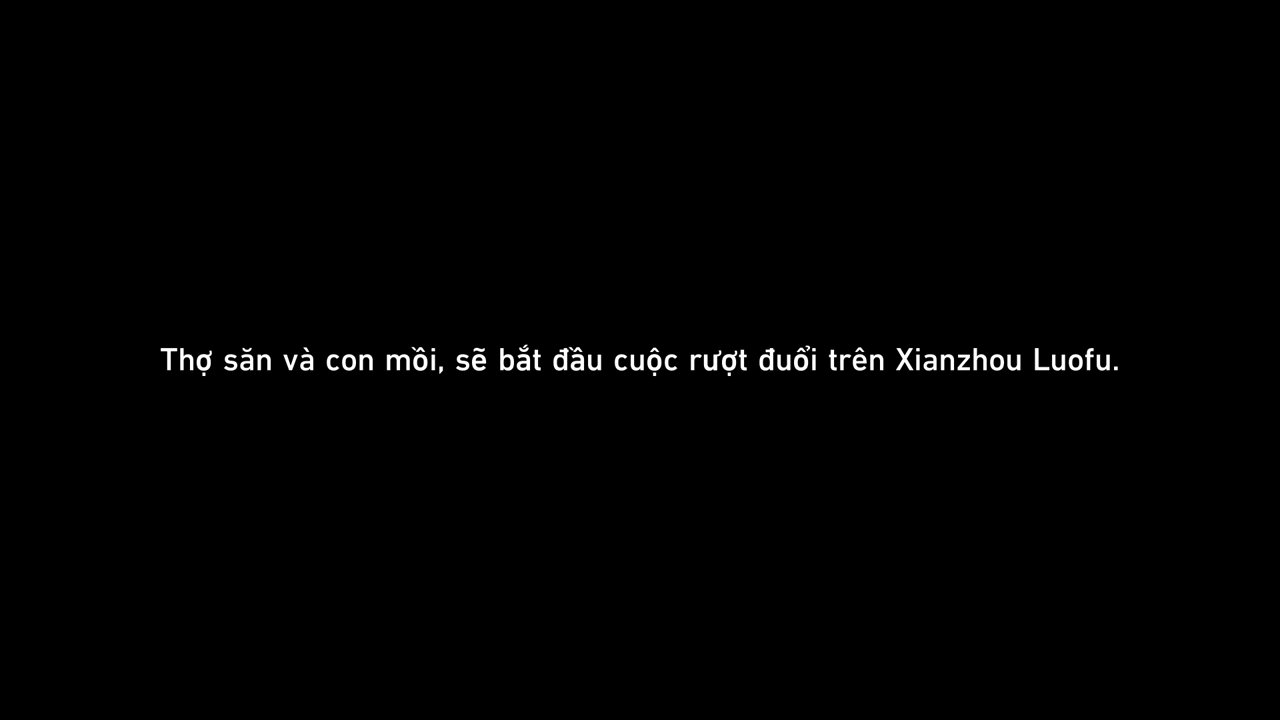 Thợ săn và con mồi, sẽ bắt đầu cuộc rượt đuổi trên Xianzhou Luofu.